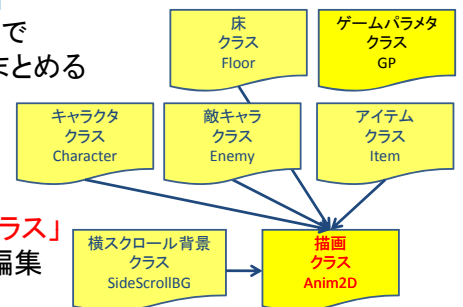 で
床
クラス
Floor
ゲームパラメタ
クラス
GP
とめる
キャラクタ
クラス
Character
敵キャラ
クラス
Enemy
アイテム
クラス
Item
ラス」
編集
横スクロール背景
クラス
SideScrollBG
描画
クラス
Anim2D